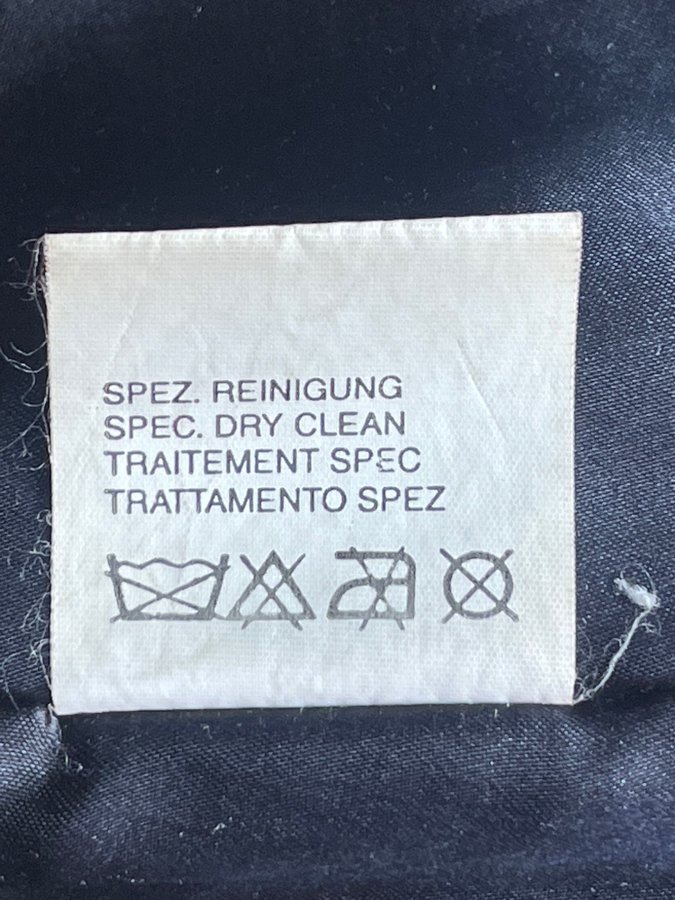 SPEZ. REINIGUNG
SPEC. DRY CLEAN
TRAITEMENT SPEC
TRATTAMENTO SPEZ